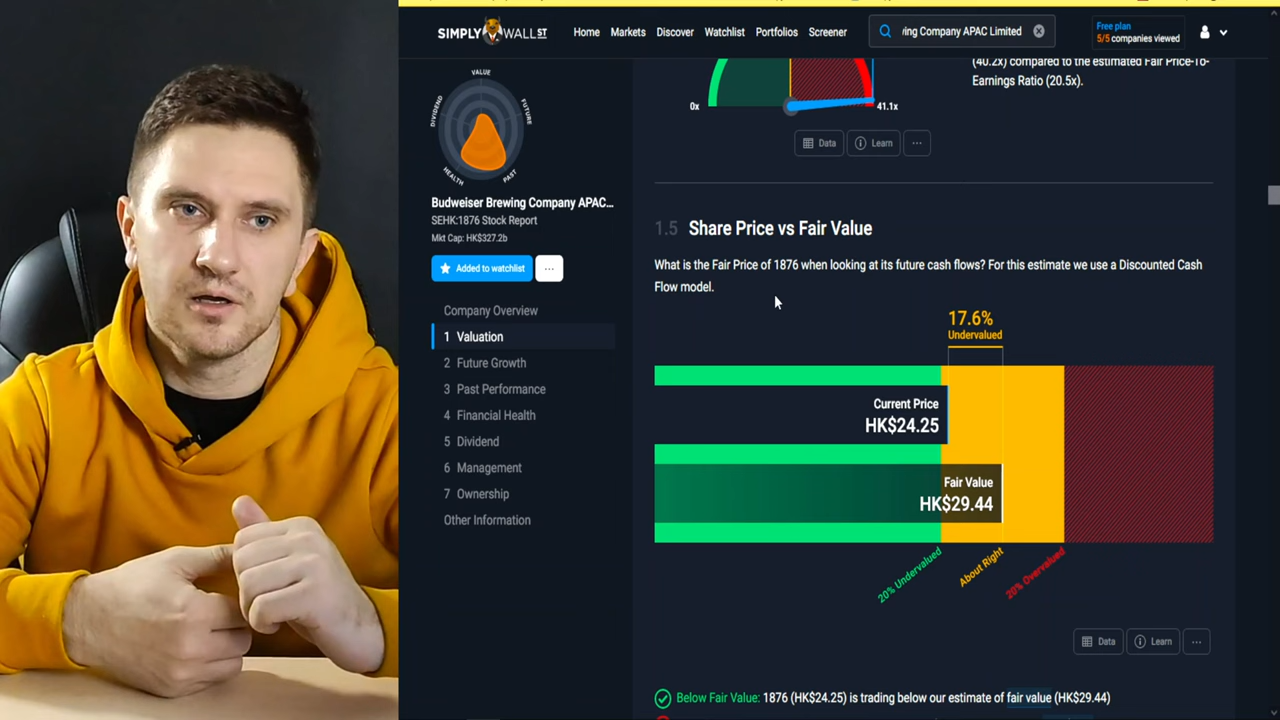 SIMPLY WALL ST
Home Markets Discover Watchlist Portfolios Screener
ing Company APAC Limited
Free plan
5/5 companies viewed
VALUE
FUTURE
PAST
HEALTH
DIVIDEND
Budweiser Brewing Company APAC...
SEHK:1876 Stock Report
Mkt Cap: HK$327.2b
Added to watchlist
...
Company Overview
1 Valuation
2 Future Growth
3 Past Performance
4 Financial Health
5 Dividend
6 Management
7 Ownership
Other Information
0x
41.1x
(40.2x) compared to the estimated Fair Price-To-
Earnings Ratio (20.5x).
Data
Learn
...
1.5 Share Price vs Fair Value
What is the Fair Price of 1876 when looking at its future cash flows? For this estimate we use a Discounted Cash
Flow model.
17.6%
Undervalued
Current Price
HK$24.25
Fair Value
HK$29.44
20% Undervalued
About Right
20% Overvalued
Data
Learn
...
Below Fair Value: 1876 (HK$24.25) is trading below our estimate of fair value (HK$29.44)